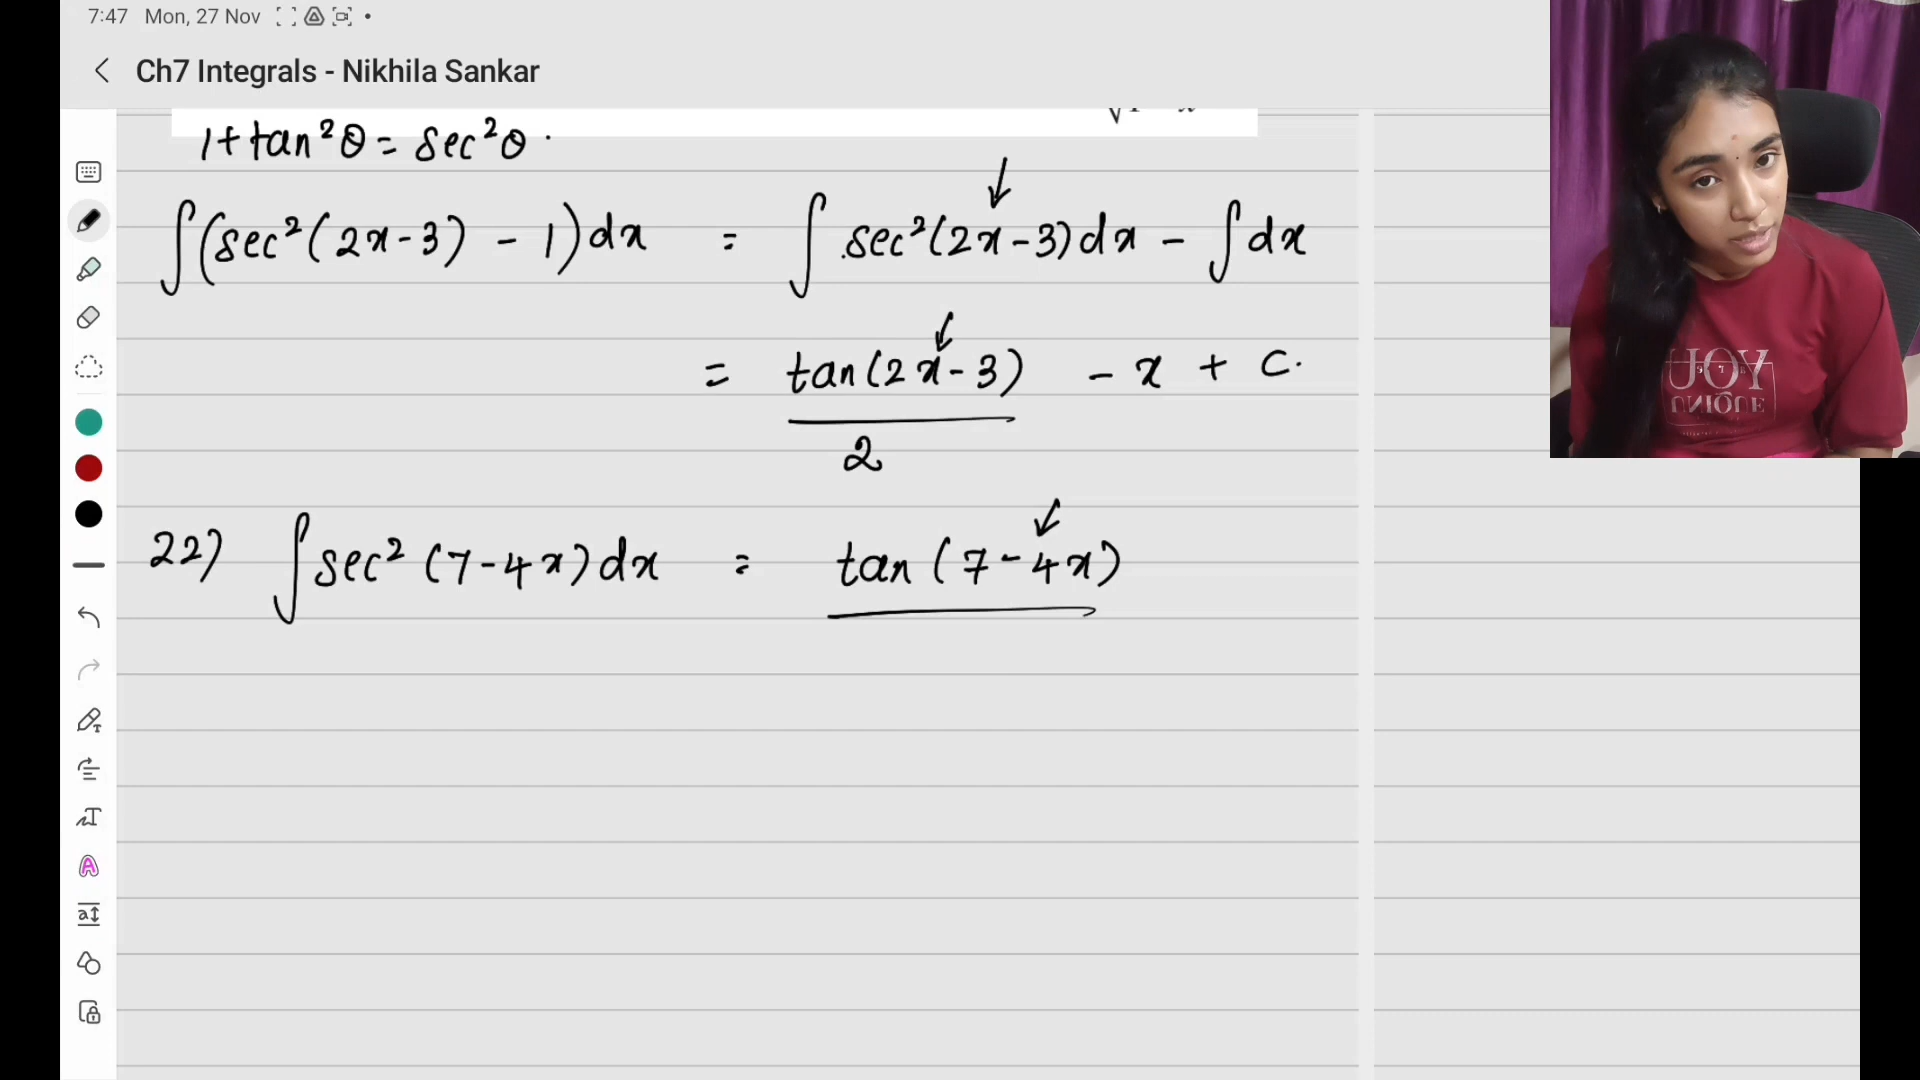 7:47 Mon, 27 Nov
Ch7 Integrals - Nikhila Sankar
1+tan²θ = sec²θ.
∫(sec²(2x-3) - 1)dx = ∫sec²(2x-3)dx - ∫dx
= tan(2x-3)/2 - x + C.
22) ∫sec²(7-4x)dx = tan(7-4x)
JOY
UNIQUE